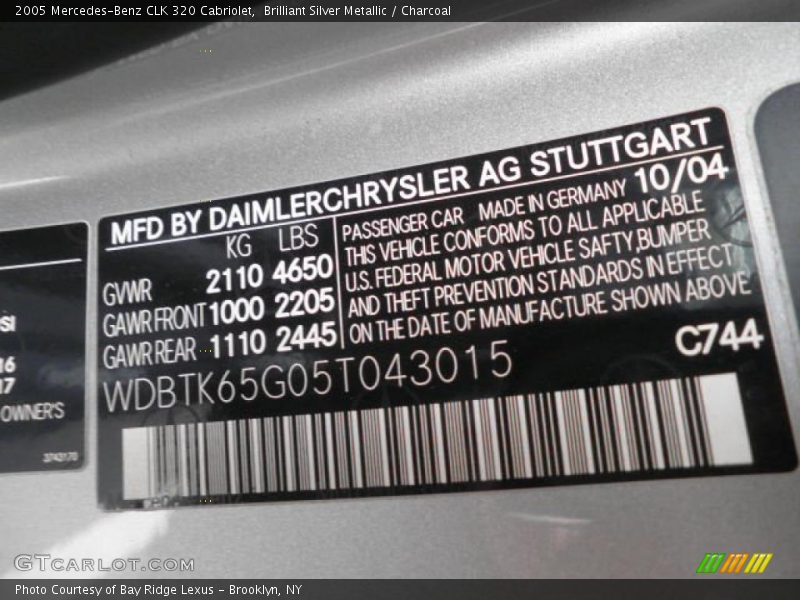 2005 Mercedes-Benz CLK 320 Cabriolet, Brilliant Silver Metallic / Charcoal
MFD BY DAIMLERCHRYSLER AG STUTTGART
KG LBS
GVWR 2110 4650
GAWR FRONT 1000 2205
GAWR REAR 1110 2445
PASSENGER CAR MADE IN GERMANY 10/04
THIS VEHICLE CONFORMS TO ALL APPLICABLE
U.S. FEDERAL MOTOR VEHICLE SAFTY,BUMPER
AND THEFT PREVENTION STANDARDS IN EFFECT
ON THE DATE OF MANUFACTURE SHOWN ABOVE
C744
WDBTK65G05T043015
SI
16
17
OWNER'S
3743170
GTCARLOT.COM
Photo Courtesy of Bay Ridge Lexus - Brooklyn, NY